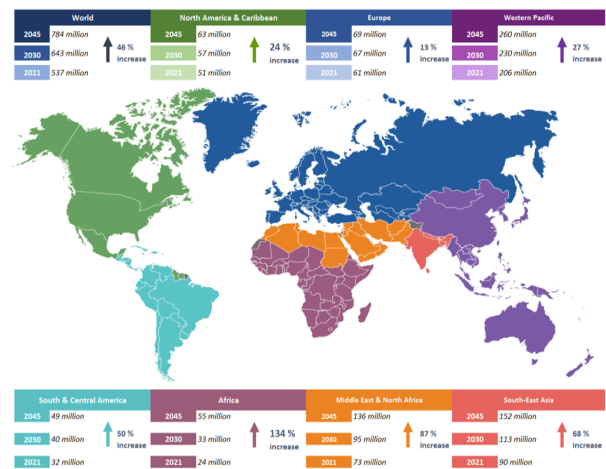 World
2045 784 million
2030 643 million
2021 537 million
46 %
increase
North America & Caribbean
2045 63 million
2030 57 million
2021 51 million
24 %
increase
Europe
2045 69 million
2030 67 million
2021 61 million
13 %
increase
Western Pacific
2045 260 million
2030 230 million
2021 206 million
27 %
increase
South & Central America
2045 49 million
2030 40 million
2021 32 million
50 %
increase
Africa
2045 55 million
2030 33 million
2021 24 million
134 %
increase
Middle East & North Africa
2045 136 million
2030 95 million
2021 73 million
87 %
increase
South-East Asia
2045 152 million
2030 113 million
2021 90 million
68 %
increase